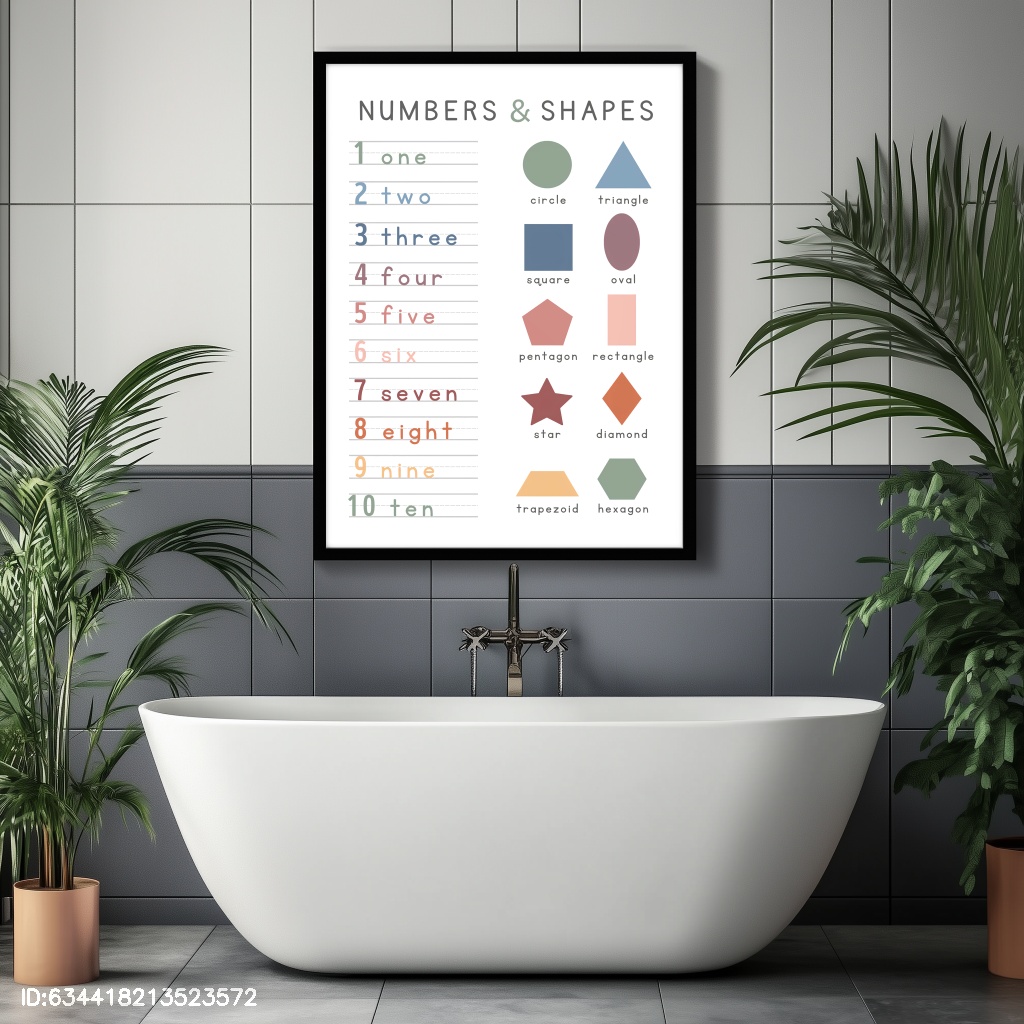 NUMBERS & SHAPES
1 one
2 two
3 three
4 four
5 five
6 six
7 seven
8 eight
9 nine
10 ten
circle triangle
square oval
pentagon rectangle
star diamond
trapezoid hexagon
ID:634418213523572